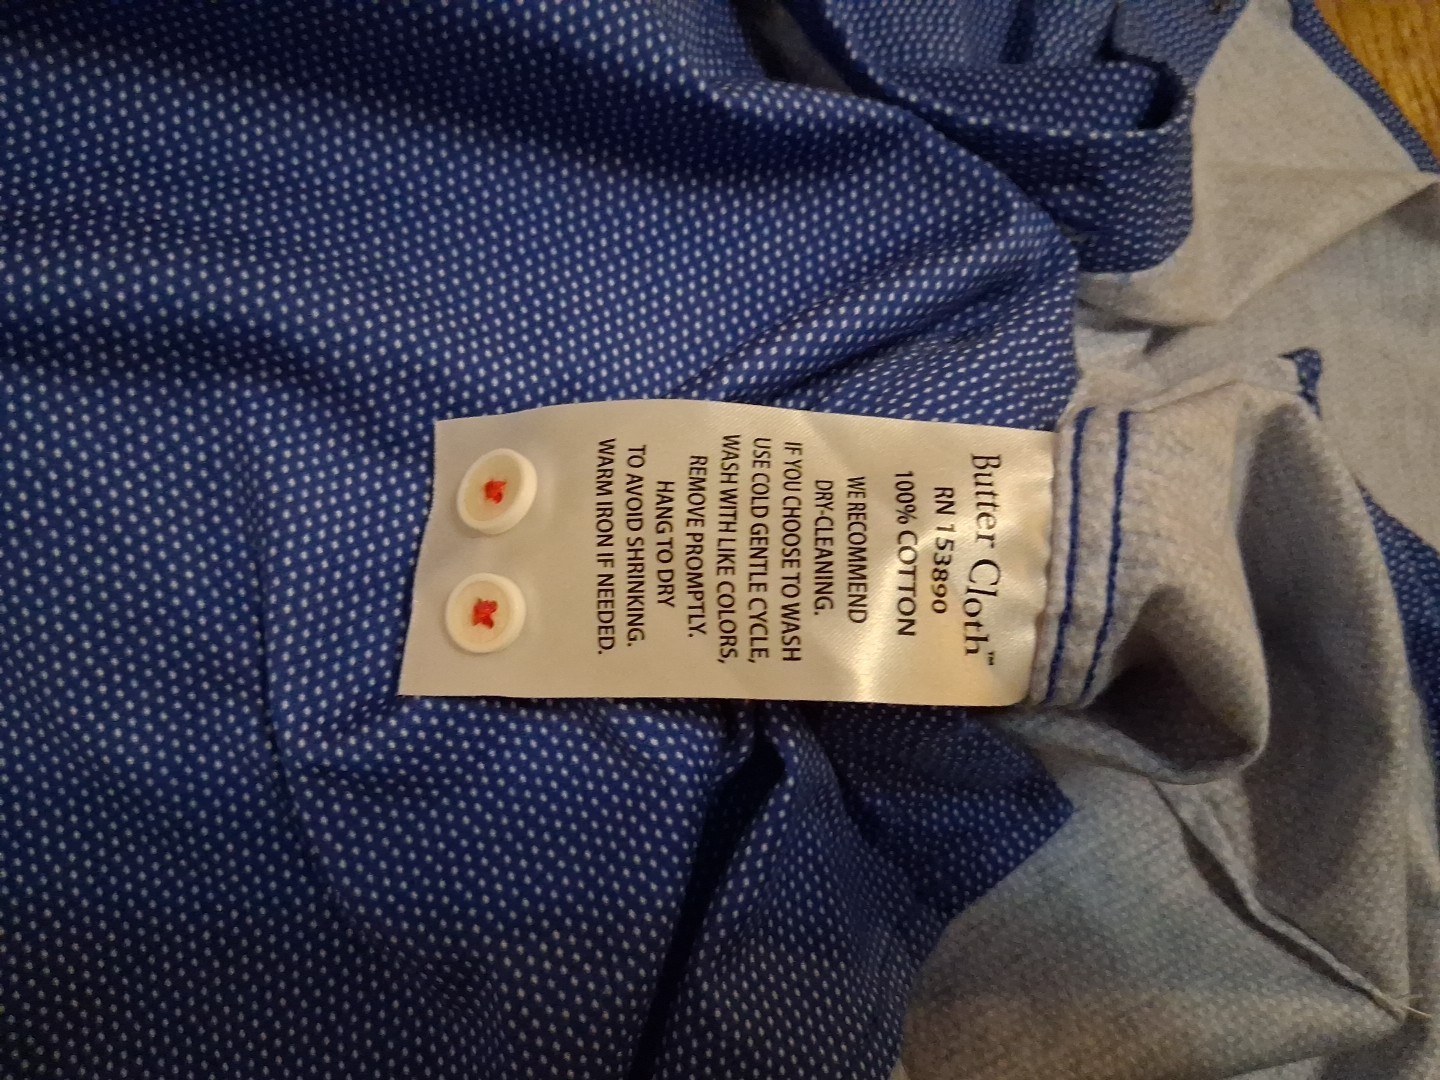 Butter Cloth™
RN 153890
100% COTTON
WE RECOMMEND
DRY-CLEANING.
IF YOU CHOOSE TO WASH
USE COLD GENTLE CYCLE,
WASH WITH LIKE COLORS,
REMOVE PROMPTLY.
HANG TO DRY
TO AVOID SHRINKING.
WARM IRON IF NEEDED.